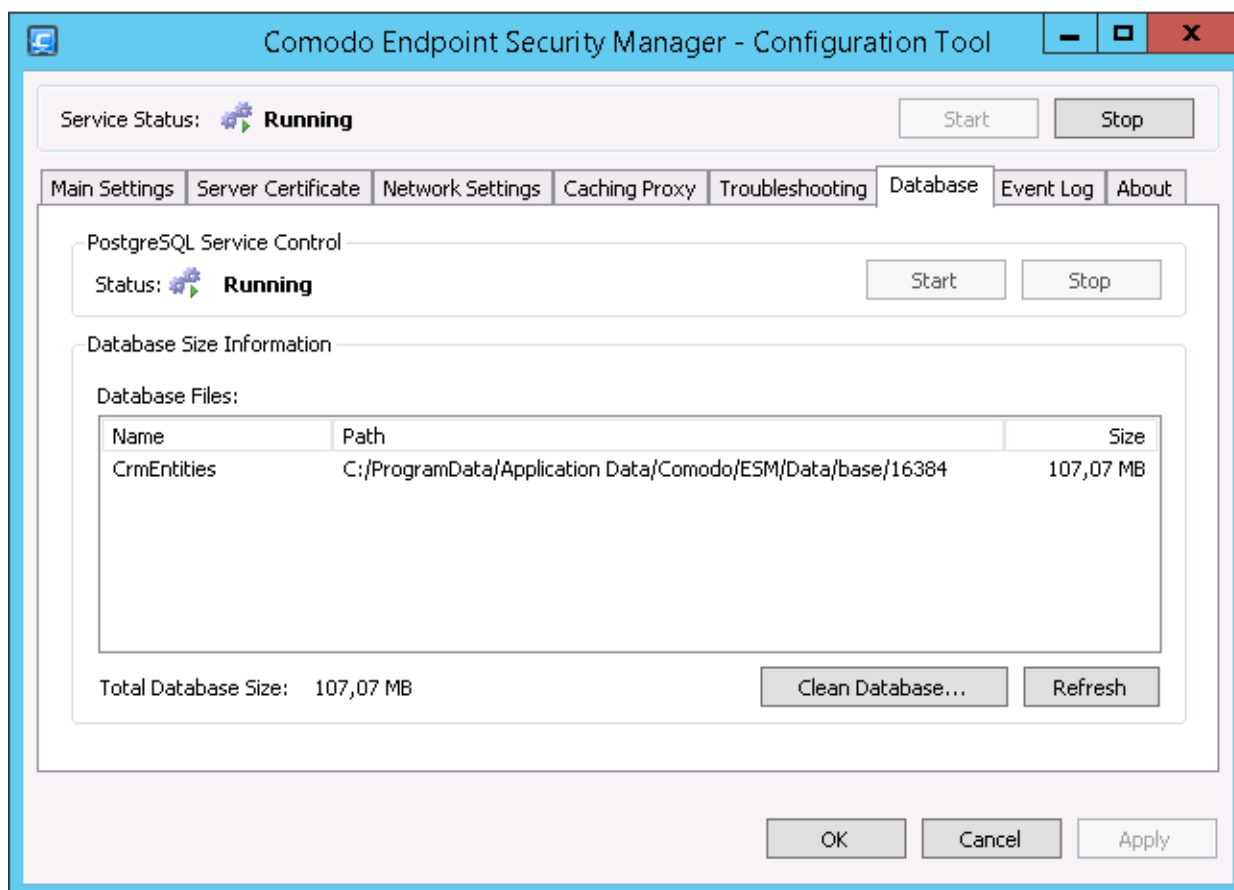 Comodo Endpoint Security Manager - Configuration Tool
Service Status: Running Start Stop
Main Settings Server Certificate Network Settings Caching Proxy Troubleshooting Database Event Log About
PostgreSQL Service Control
Status: Running Start Stop
Database Size Information
Database Files:
Name Path Size
CrmEntities C:/ProgramData/Application Data/Comodo/ESM/Data/base/16384 107,07 MB
Total Database Size: 107,07 MB Clean Database... Refresh
OK Cancel Apply